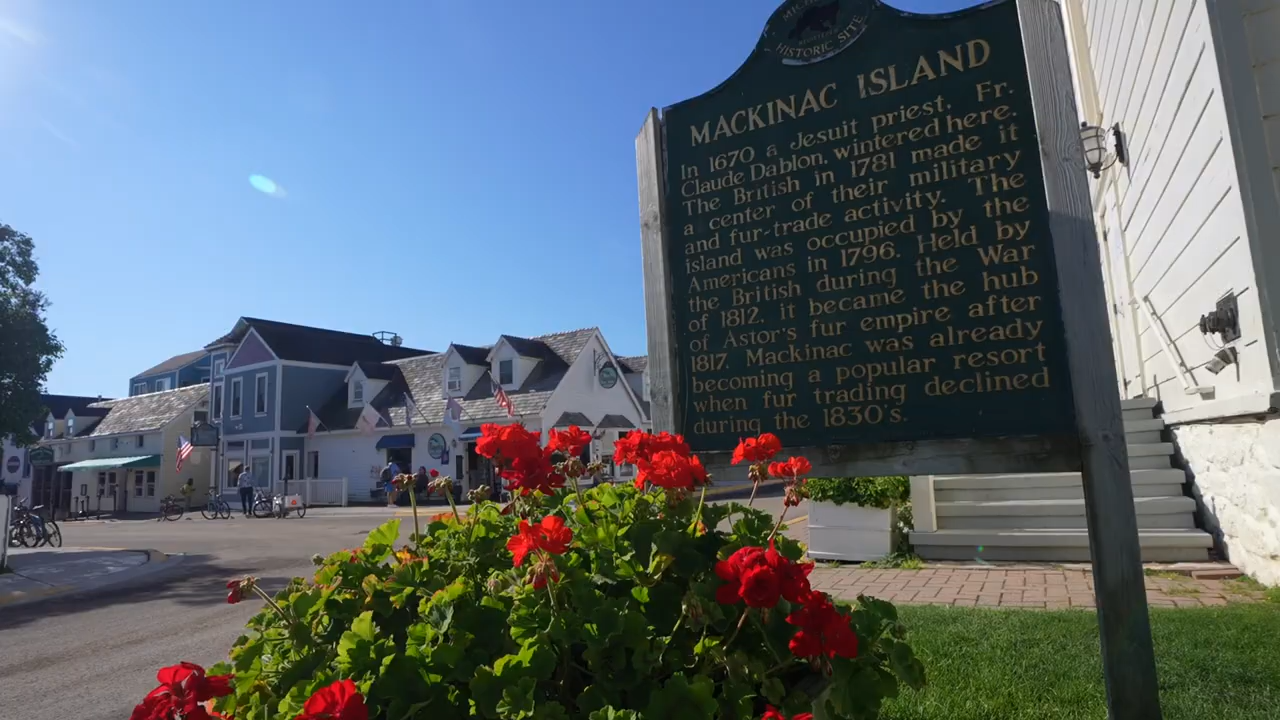 HISTORIC SITE
MACKINAC ISLAND
In 1670 a Jesuit priest, Fr.
Claude Dablon, wintered here.
The British in 1781 made it
a center of their military
and fur-trade activity. The
island was occupied by the
Americans in 1796. Held by
the British during the War
of 1812, it became the hub
of Astor's fur empire after
1817. Mackinac was already
becoming a popular resort
when fur trading declined
during the 1830's.